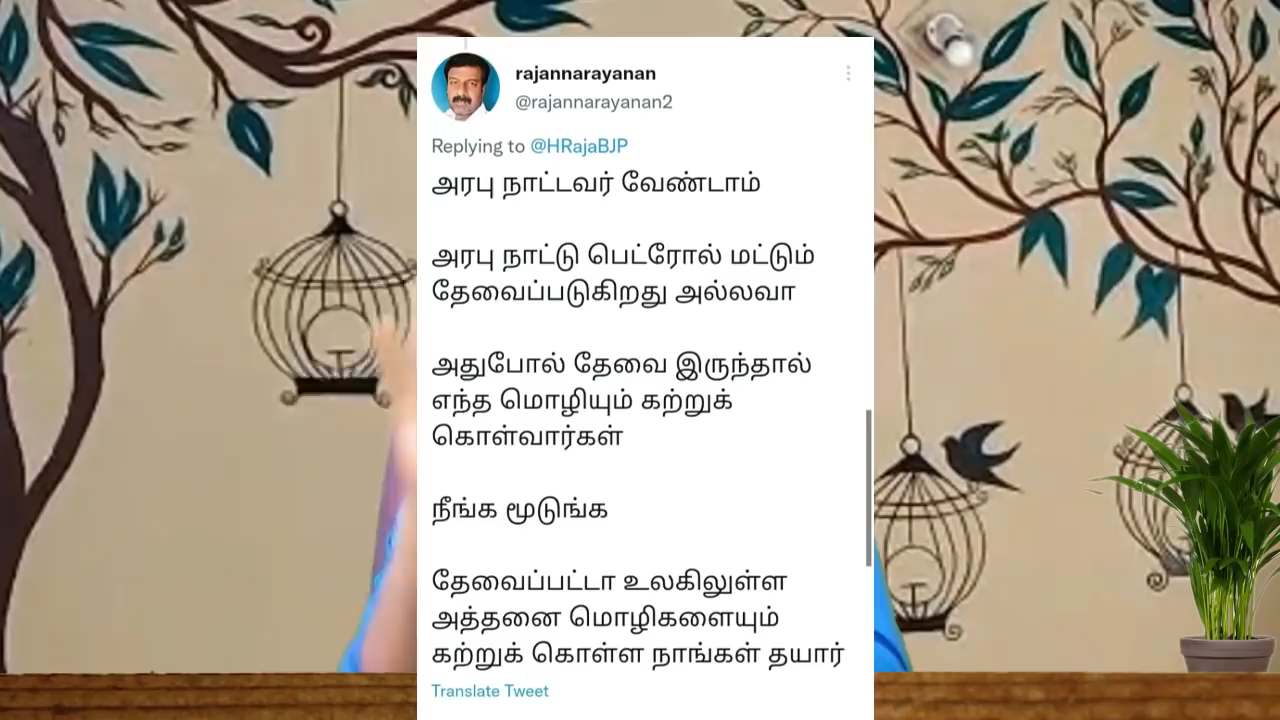 rajannarayanan
@rajannarayanan2
Replying to @HRajaBJP
அரபு நாட்டவர் வேண்டாம்
அரபு நாட்டு பெட்ரோல் மட்டும்
தேவைப்படுகிறது அல்லவா
அதுபோல் தேவை இருந்தால்
எந்த மொழியும் கற்றுக்
கொள்வார்கள்
நீங்க மூடுங்க
தேவைப்பட்டா உலகிலுள்ள
அத்தனை மொழிகளையும்
கற்றுக் கொள்ள நாங்கள் தயார்
Translate Tweet